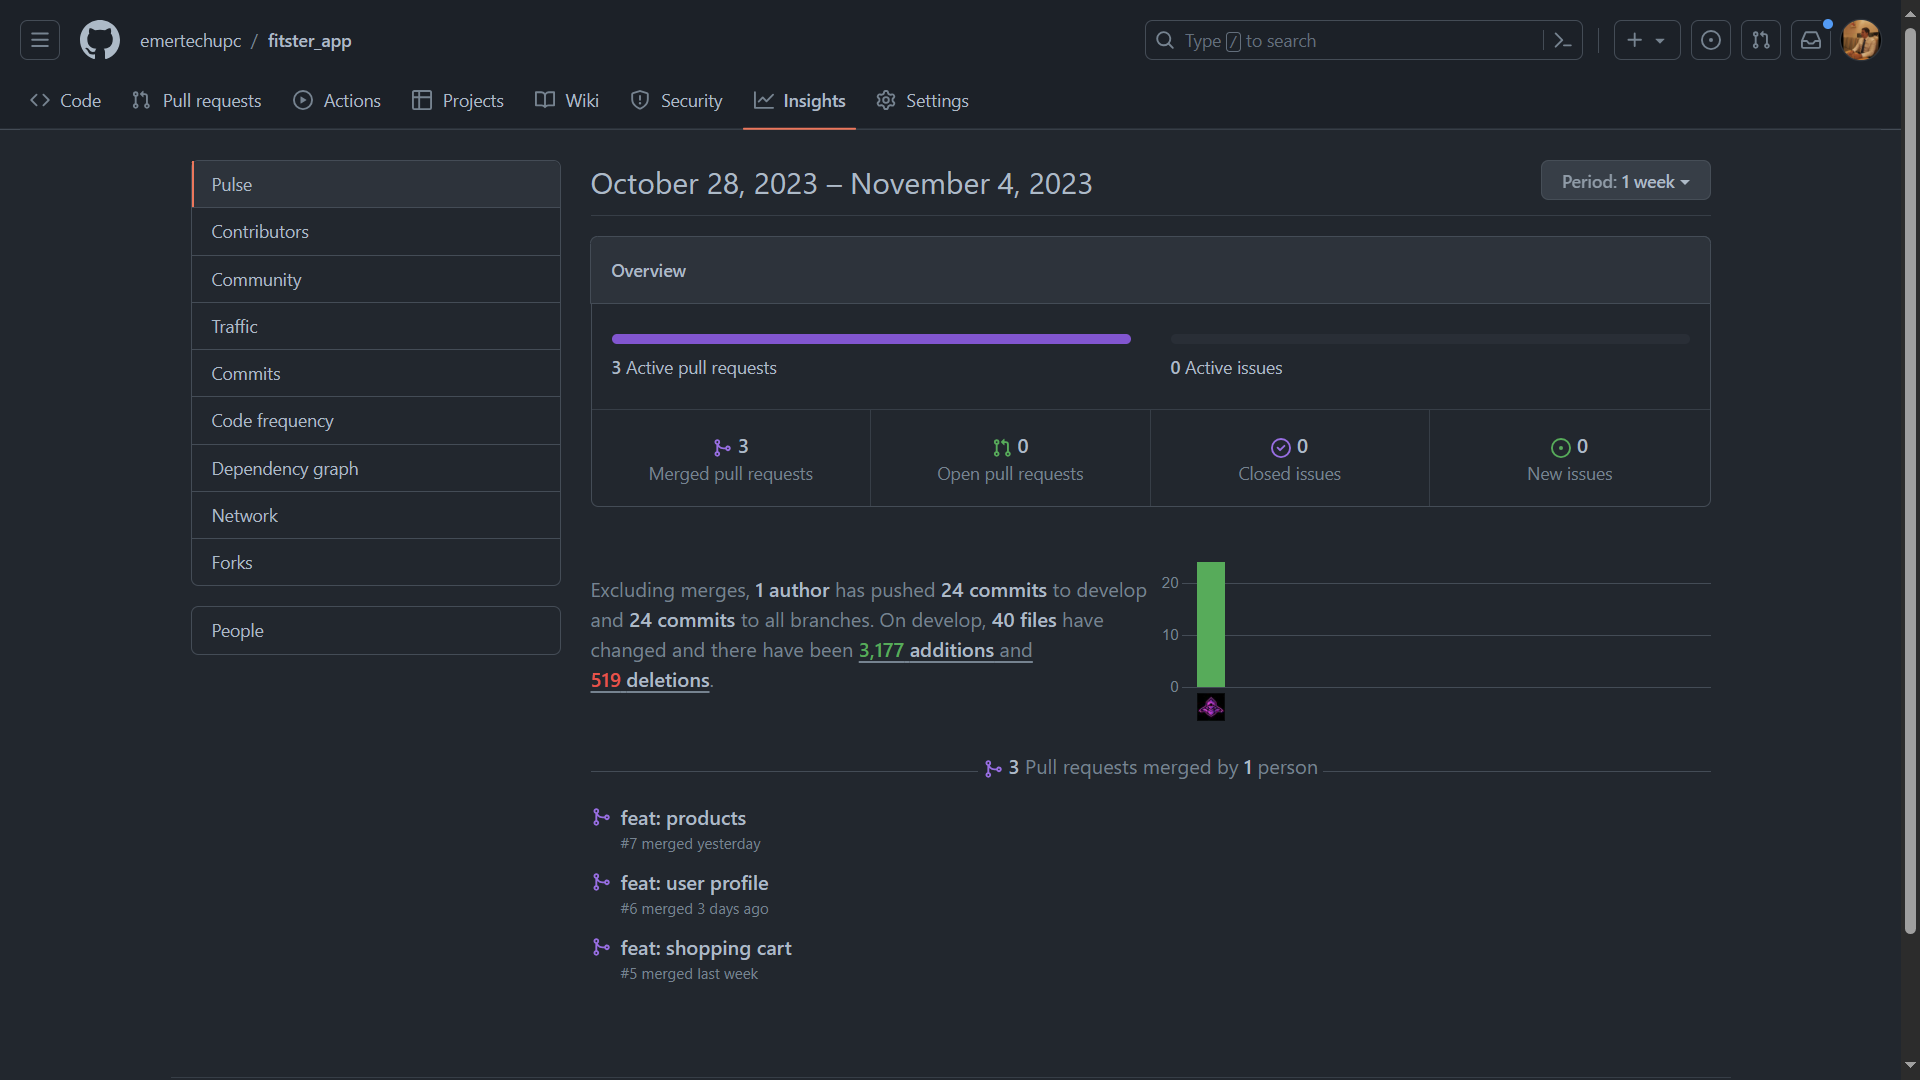 emertechupc / fitster_app
Type / to search
Code
Pull requests
Actions
Projects
Wiki
Security
Insights
Settings
Pulse
Contributors
Community
Traffic
Commits
Code frequency
Dependency graph
Network
Forks
People
October 28, 2023 – November 4, 2023
Period: 1 week
Overview
3 Active pull requests
0 Active issues
3
Merged pull requests
0
Open pull requests
0
Closed issues
0
New issues
Excluding merges, 1 author has pushed 24 commits to develop
and 24 commits to all branches. On develop, 40 files have
changed and there have been 3,177 additions and
519 deletions.
20
10
0
3 Pull requests merged by 1 person
feat: products
#7 merged yesterday
feat: user profile
#6 merged 3 days ago
feat: shopping cart
#5 merged last week